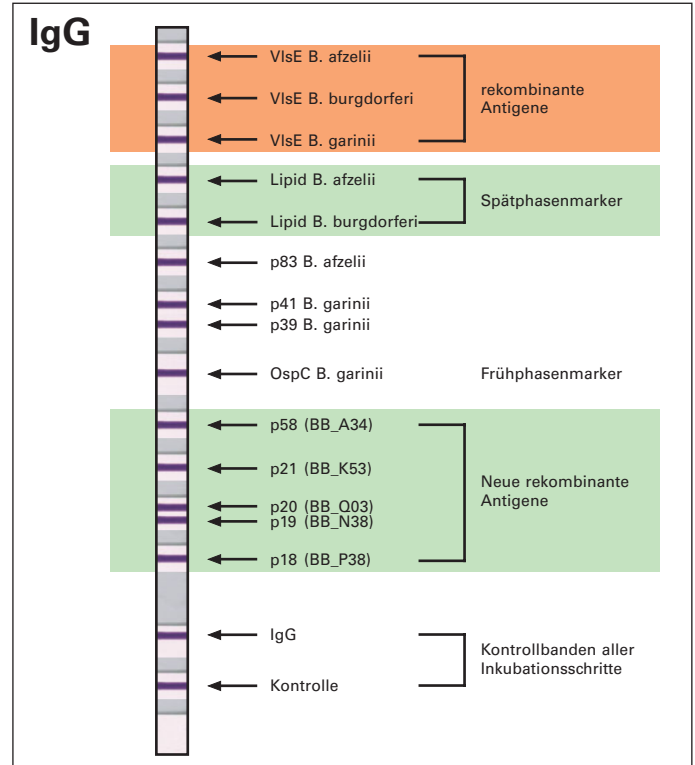 IgG
VlsE B. afzelii
VlsE B. burgdorferi
VlsE B. garinii
rekombinante
Antigene
Lipid B. afzelii
Lipid B. burgdorferi
Spätphasenmarker
p83 B. afzelii
p41 B. garinii
p39 B. garinii
OspC B. garinii
Frühphasenmarker
p58 (BB_A34)
p21 (BB_K53)
p20 (BB_Q03)
p19 (BB_N38)
p18 (BB_P38)
Neue rekombinante
Antigene
IgG
Kontrolle
Kontrollbanden aller
Inkubationsschritte